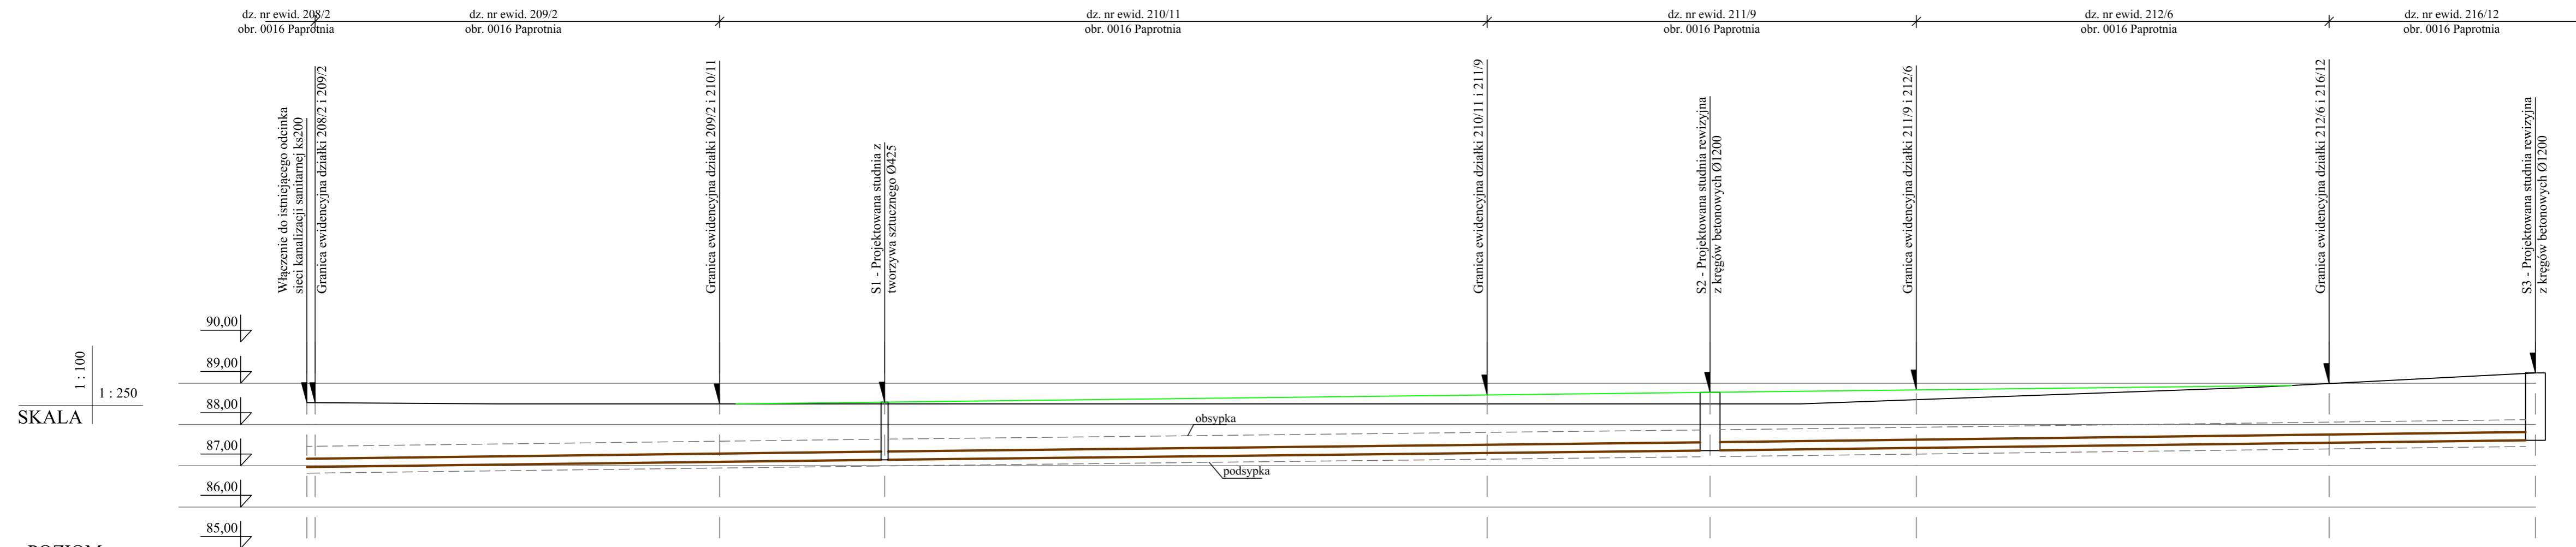 dz. nr ewid. 208/2
obr. 0016 Paprotnia
dz. nr ewid. 209/2
obr. 0016 Paprotnia
dz. nr ewid. 210/11
obr. 0016 Paprotnia
dz. nr ewid. 211/9
obr. 0016 Paprotnia
dz. nr ewid. 212/6
obr. 0016 Paprotnia
dz. nr ewid. 216/12
obr. 0016 Paprotnia
Włączenie do istniejącego odcinka
sieci kanalizacji sanitarnej ks200
Granica ewidencyjna działki 208/2 i 209/2
Granica ewidencyjna działki 209/2 i 210/11
S1 - Projektowana studnia z
tworzywa sztucznego Ø425
Granica ewidencyjna działki 210/11 i 211/9
S2 - Projektowana studnia rewizyjna
z kręgów betonowych Ø1200
Granica ewidencyjna działki 211/9 i 212/6
Granica ewidencyjna działki 212/6 i 216/12
S3 - Projektowana studnia rewizyjna
z kręgów betonowych Ø1200
90,00
89,00
88,00
87,00
86,00
85,00
1 : 100
1 : 250
SKALA
obsypka
podsypka
POZIOM